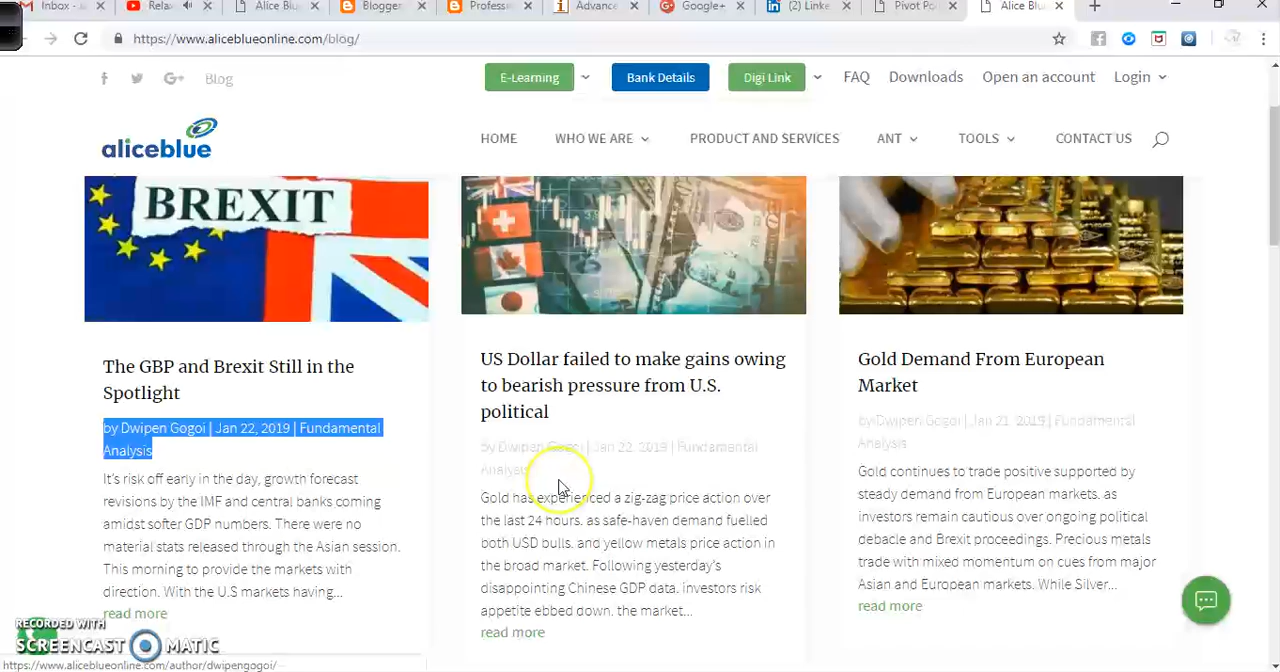 Inbox -
Rela
Alice Blu
Blogger
Profess
Advance
Google+
(2) Linke
Pivot Po
Alice Blu
https://www.aliceblueonline.com/blog/
Blog
E-Learning
Bank Details
Digi Link
FAQ
Downloads
Open an account
Login
aliceblue
HOME
WHO WE ARE
PRODUCT AND SERVICES
ANT
TOOLS
CONTACT US
BREXIT
The GBP and Brexit Still in the
Spotlight
by Dwipen Gogoi | Jan 22, 2019 | Fundamental
Analysis
It's risk off early in the day, growth forecast
revisions by the IMF and central banks coming
amidst softer GDP numbers. There were no
material stats released through the Asian session.
This morning to provide the markets with
direction. With the U.S markets having...
read more
US Dollar failed to make gains owing
to bearish pressure from U.S.
political
by Dwipen Gogoi | Jan 22, 2019 | Fundamental
Analysis
Gold has experienced a zig-zag price action over
the last 24 hours. as safe-haven demand fuelled
both USD bulls. and yellow metals price action in
the broad market. Following yesterday's
disappointing Chinese GDP data. investors risk
appetite ebbed down. the market...
read more
Gold Demand From European
Market
by Dwipen Gogoi | Jan 21, 2019 | Fundamental
Analysis
Gold continues to trade positive supported by
steady demand from European markets. as
investors remain cautious over ongoing political
debacle and Brexit proceedings. Precious metals
trade with mixed momentum on cues from major
Asian and European markets. While Silver...
read more
RECORDED WITH
SCREENCAST MATIC
https://www.aliceblueonline.com/author/dwipengogoi/